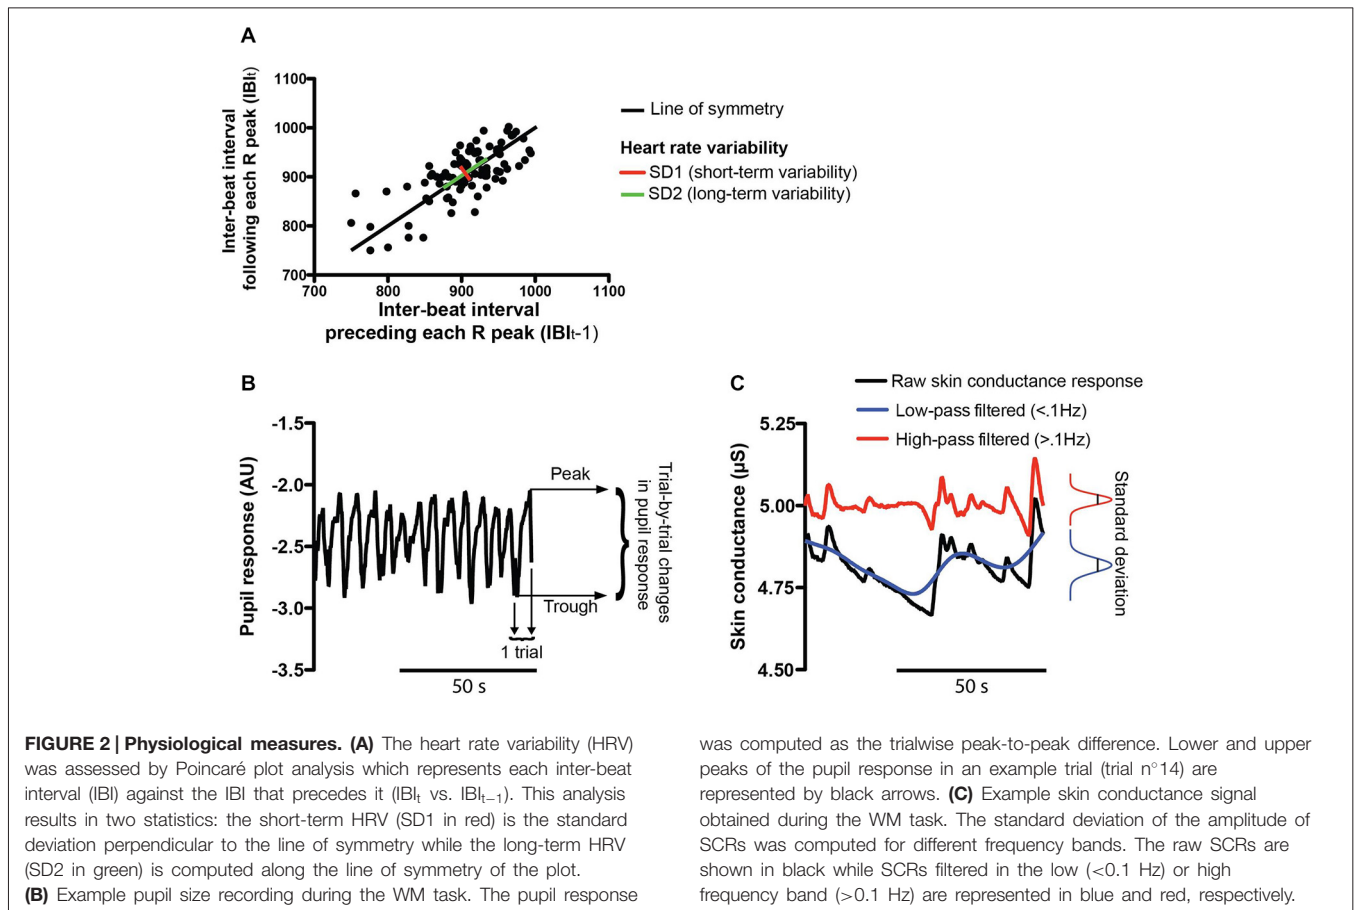 A
Inter-beat interval
following each R peak (IBIt)
1100
1000
900
800
700
700 800 900 1000 1100
Inter-beat interval
preceding each R peak (IBIt-1)
Line of symmetry
Heart rate variability
SD1 (short-term variability)
SD2 (long-term variability)
B
Pupil response (AU)
-1.5
-2.0
-2.5
-3.0
-3.5
Peak
Trough
1 trial
50 s
Trial-by-trial changes
in pupil response
C
Raw skin conductance response
Low-pass filtered (<.1Hz)
High-pass filtered (>.1Hz)
Skin conductance (µS)
5.25
5.00
4.75
4.50
50 s
Standard deviation
FIGURE 2 | Physiological measures. (A) The heart rate variability (HRV)
was assessed by Poincaré plot analysis which represents each inter-beat
interval (IBI) against the IBI that precedes it (IBIt vs. IBIt−1). This analysis
results in two statistics: the short-term HRV (SD1 in red) is the standard
deviation perpendicular to the line of symmetry while the long-term HRV
(SD2 in green) is computed along the line of symmetry of the plot.
(B) Example pupil size recording during the WM task. The pupil response
was computed as the trialwise peak-to-peak difference. Lower and upper
peaks of the pupil response in an example trial (trial n°14) are
represented by black arrows. (C) Example skin conductance signal
obtained during the WM task. The standard deviation of the amplitude of
SCRs was computed for different frequency bands. The raw SCRs are
shown in black while SCRs filtered in the low (<0.1 Hz) or high
frequency band (>0.1 Hz) are represented in blue and red, respectively.